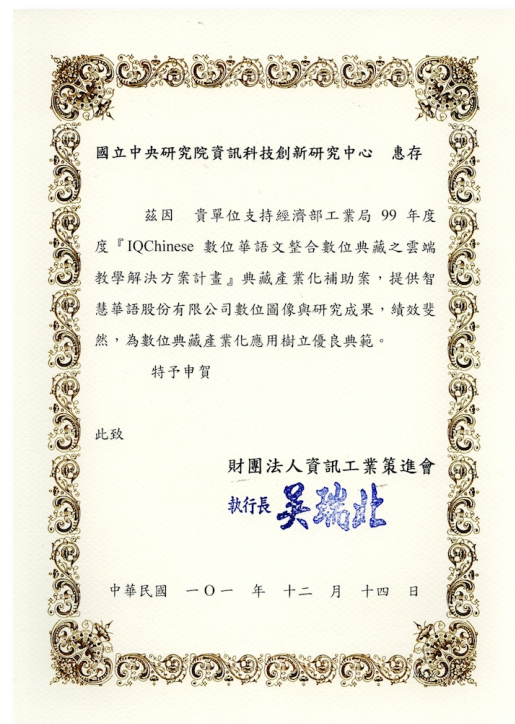 國立中央研究院資訊科技創新研究中心 惠存
茲因 貴單位支持經濟部工業局 99 年度
度『IQChinese 數位華語文整合數位典藏之雲端
教學解決方案計畫』典藏產業化補助案，提供智
慧華語股份有限公司數位圖像與研究成果，績效斐
然，為數位典藏產業化應用樹立優良典範。
特予申賀
此致
財團法人資訊工業策進會
執行長 吳瑞北
中華民國 一O一 年 十二 月 十四 日